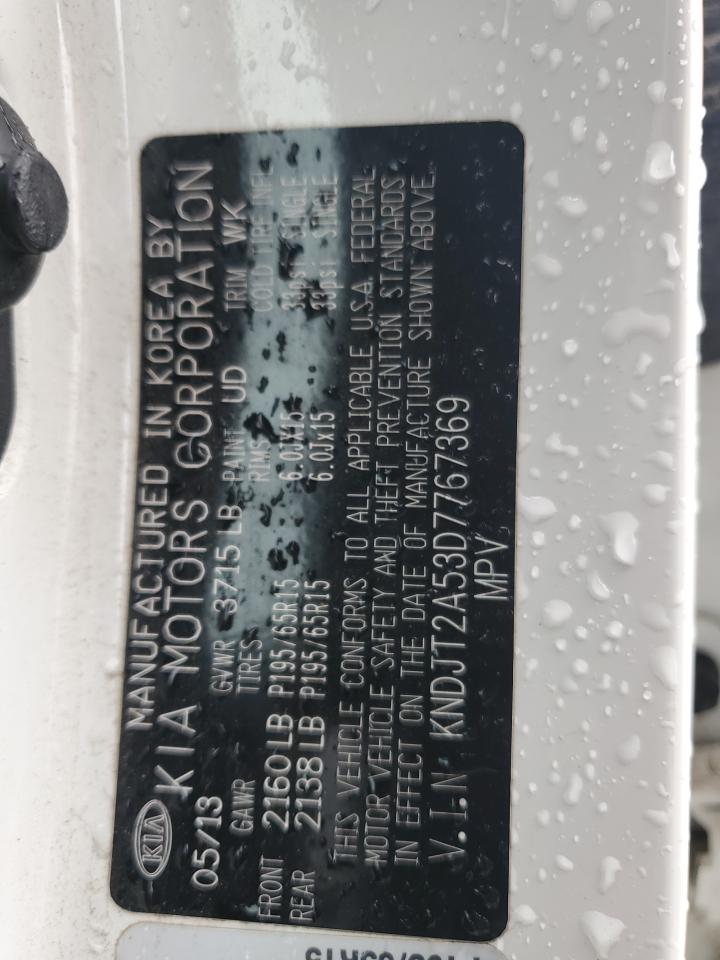 KIA
MANUFACTURED IN KOREA BY
KIA MOTORS CORPORATION
05/13 GVWR 3715 LB PAINT UD TRIM WK
GAWR TIRES RIMS COLD TIRE INFL
FRONT 2160 LB P195/65R15 6.0Jx15 33psi SINGLE
REAR 2138 LB P195/65R15 6.0Jx15 33psi SINGLE
THIS VEHICLE CONFORMS TO ALL APPLICABLE U.S.A. FEDERAL
MOTOR VEHICLE SAFETY AND THEFT PREVENTION STANDARDS
IN EFFECT ON THE DATE OF MANUFACTURE SHOWN ABOVE.
V.I.N KNDJT2A53D7767369
MPV